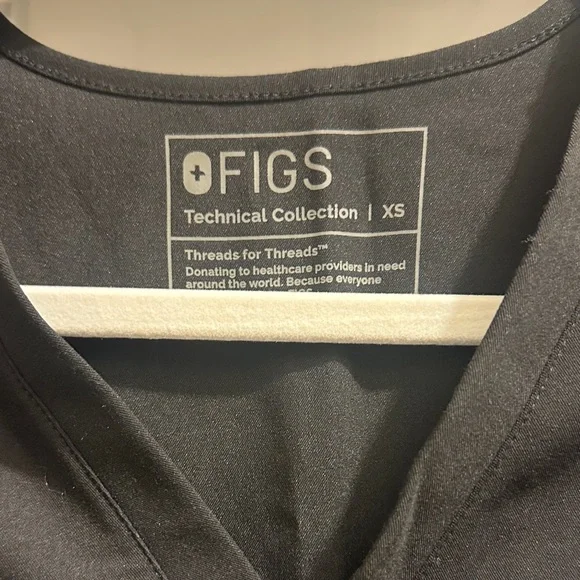 FIGS
Technical Collection | XS
Threads for Threads™
Donating to healthcare providers in need
around the world. Because everyone